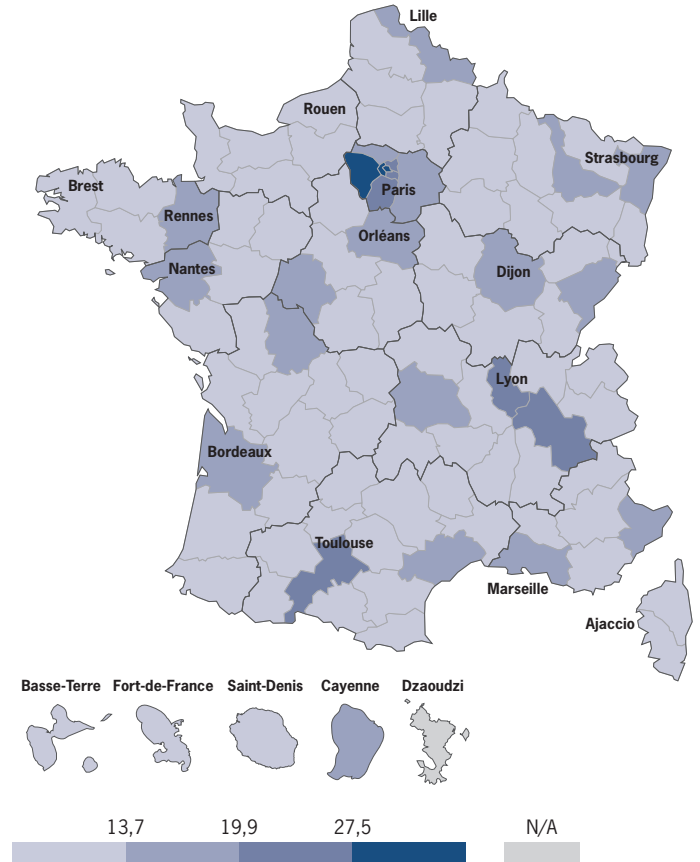 Lille
Rouen
Strasbourg
Brest
Paris
Rennes
Orléans
Nantes
Dijon
Lyon
Bordeaux
Toulouse
Marseille
Ajaccio
Basse-Terre Fort-de-France Saint-Denis Cayenne Dzaoudzi
13,7 19,9 27,5 N/A